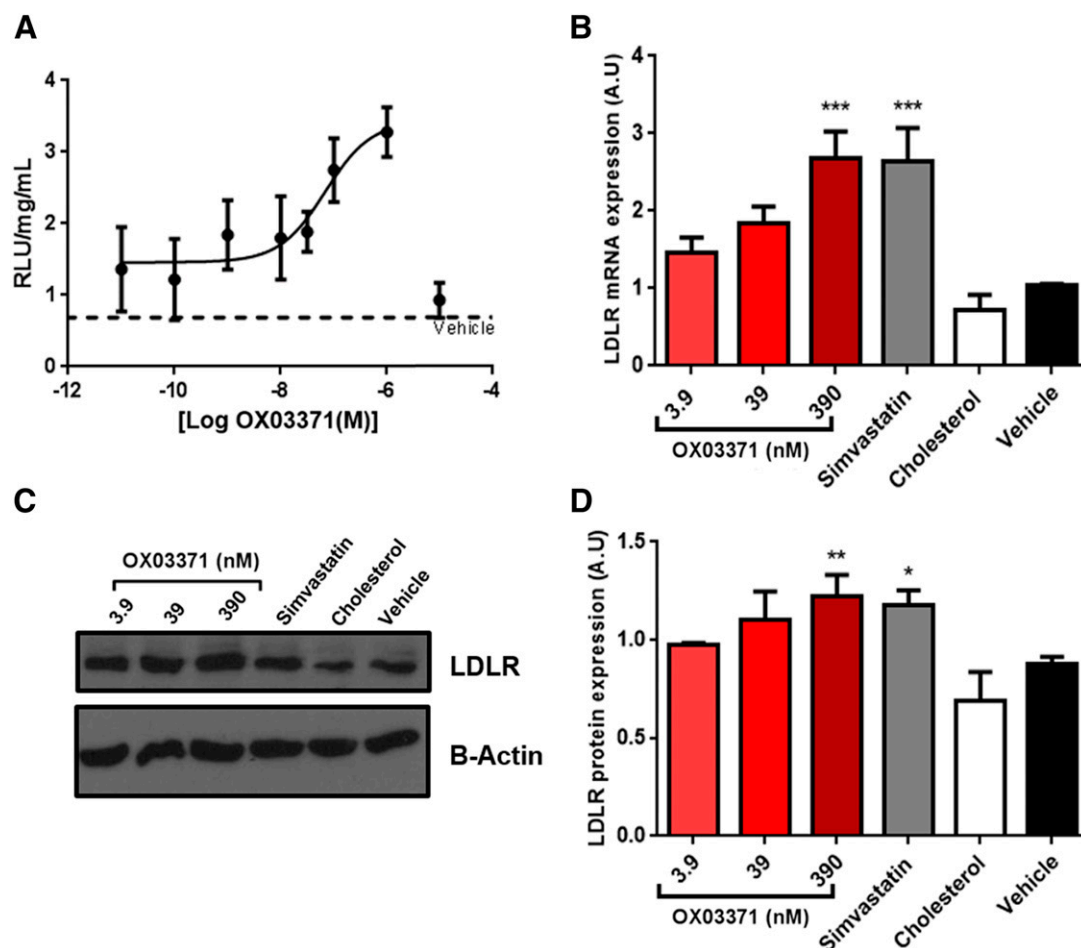 A
RLU/mg/mL
4
3
2
1
0
Vehicle
-12 -10 -8 -6 -4
[Log OX03371(M)]
B
LDLR mRNA expression (A.U)
4
3
2
1
0
*** ***
3.9 39 390 Simvastatin Cholesterol Vehicle
OX03371 (nM)
C
OX03371 (nM)
3.9 39 390 Simvastatin Cholesterol Vehicle
LDLR
B-Actin
D
LDLR protein expression (A.U)
1.5
1.0
0.5
0.0
** *
3.9 39 390 Simvastatin Cholesterol Vehicle
OX03371 (nM)